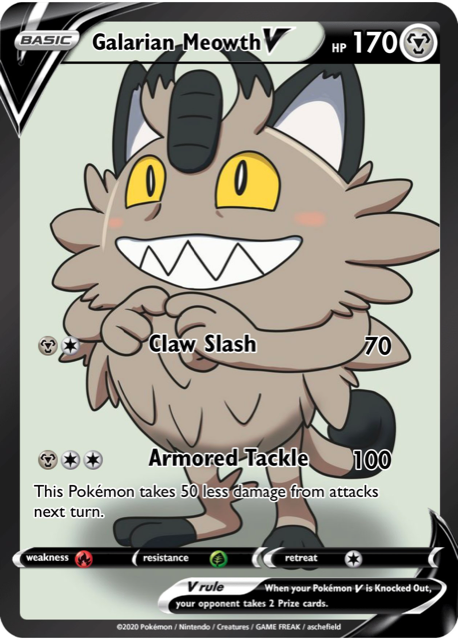 BASIC Galarian Meowth V HP 170
Claw Slash 70
Armored Tackle 100
This Pokémon takes 50 less damage from attacks
next turn.
weakness resistance retreat
V rule When your Pokémon V is Knocked Out,
your opponent takes 2 Prize cards.
©2020 Pokémon / Nintendo / Creatures / GAME FREAK / aschefield